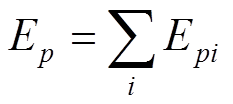 E_p = \sum_i E_{pi}